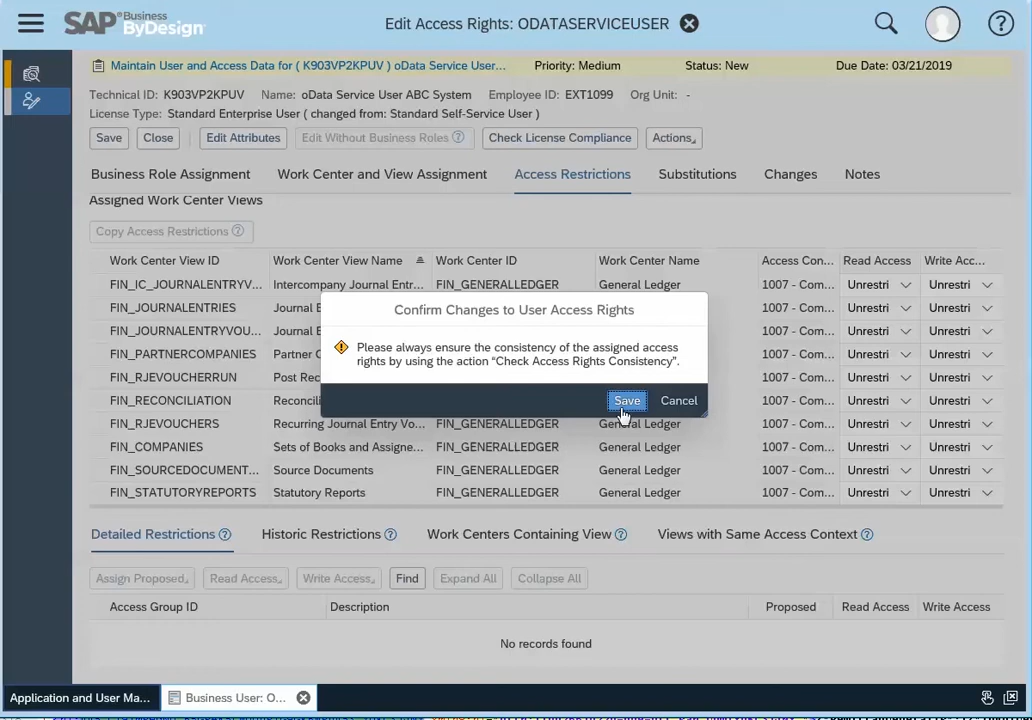 SAP Business ByDesign
Edit Access Rights: ODATASERVICEUSER
Maintain User and Access Data for ( K903VP2KPUV ) oData Service User... Priority: Medium Status: New Due Date: 03/21/2019
Technical ID: K903VP2KPUV Name: oData Service User ABC System Employee ID: EXT1099 Org Unit: -
License Type: Standard Enterprise User ( changed from: Standard Self-Service User )
Save Close Edit Attributes Edit Without Business Roles Check License Compliance Actions
Business Role Assignment Work Center and View Assignment Access Restrictions Substitutions Changes Notes
Assigned Work Center Views
Copy Access Restrictions
Work Center View ID Work Center View Name Work Center ID Work Center Name Access Con... Read Access Write Acc...
FIN_IC_JOURNALENTRYV... Intercompany Journal Entr... FIN_GENERALLEDGER General Ledger 1007 - Com... Unrestri Unrestri
FIN_JOURNALENTRIES Journal E 1007 - Com... Unrestri Unrestri
FIN_JOURNALENTRYVOU... Journal E 1007 - Com... Unrestri Unrestri
FIN_PARTNERCOMPANIES Partner C 1007 - Com... Unrestri Unrestri
FIN_RJEVOUCHERRUN Post Rec 1007 - Com... Unrestri Unrestri
FIN_RECONCILIATION Reconcili 1007 - Com... Unrestri Unrestri
FIN_RJEVOUCHERS Recurring Journal Entry Vo... FIN_GENERALLEDGER General Ledger 1007 - Com... Unrestri Unrestri
FIN_COMPANIES Sets of Books and Assigne... FIN_GENERALLEDGER General Ledger 1007 - Com... Unrestri Unrestri
FIN_SOURCEDOCUMENT... Source Documents FIN_GENERALLEDGER General Ledger 1007 - Com... Unrestri Unrestri
FIN_STATUTORYREPORTS Statutory Reports FIN_GENERALLEDGER General Ledger 1007 - Com... Unrestri Unrestri
Confirm Changes to User Access Rights
Please always ensure the consistency of the assigned access
rights by using the action “Check Access Rights Consistency”.
Save Cancel
Detailed Restrictions Historic Restrictions Work Centers Containing View Views with Same Access Context
Assign Proposed Read Access Write Access Find Expand All Collapse All
Access Group ID Description Proposed Read Access Write Access
No records found
Application and User Ma... Business User: O...